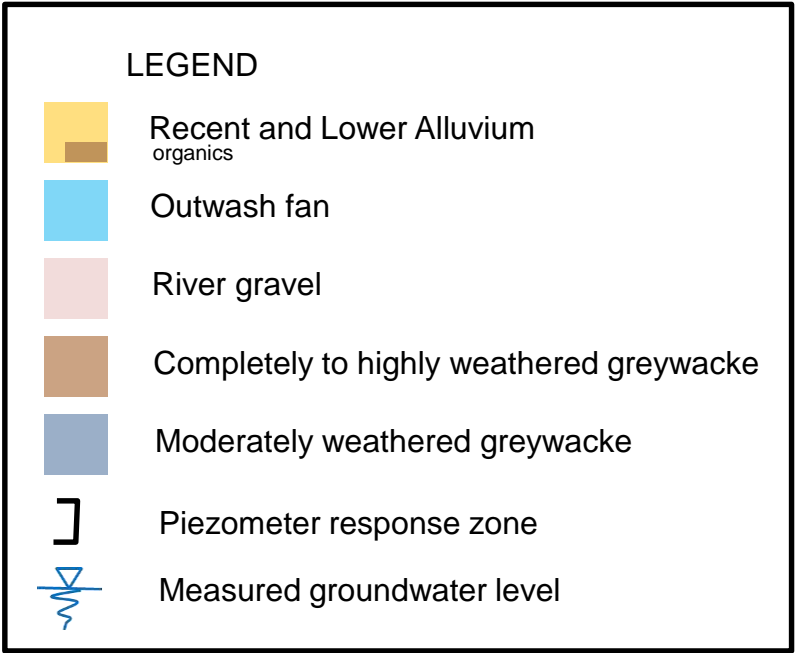 LEGEND
Recent and Lower Alluvium
organics
Outwash fan
River gravel
Completely to highly weathered greywacke
Moderately weathered greywacke
Piezometer response zone
Measured groundwater level